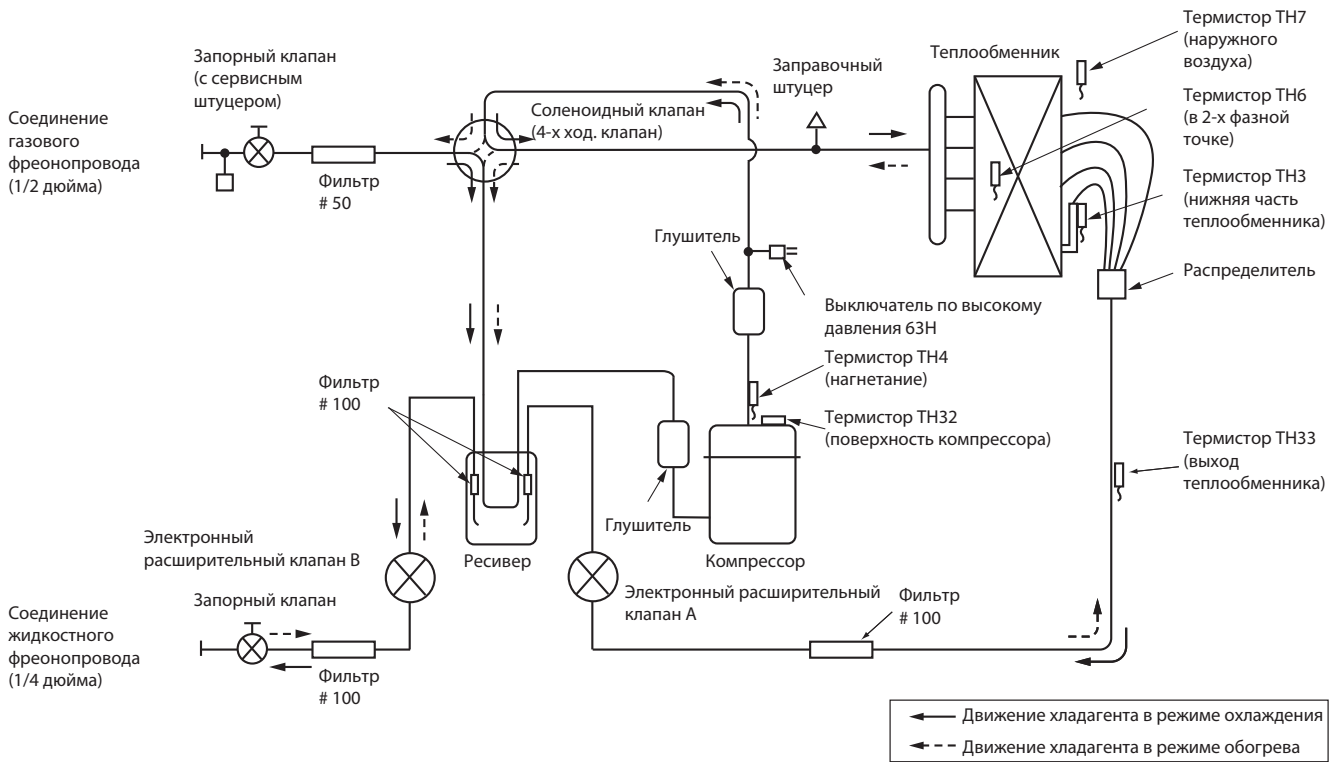 Соединение
газового
фреонопровода
(1/2 дюйма)
Запорный клапан
(с сервисным
штуцером)
Фильтр
# 50
Соленоидный клапан
(4-х ход. клапан)
Заправочный
штуцер
Теплообменник
Термистор TH7
(наружного
воздуха)
Термистор TH6
(в 2-х фазной
точке)
Термистор TH3
(нижняя часть
теплообменника)
Распределитель
Глушитель
Выключатель по высокому
давления 63H
Термистор TH4
(нагнетание)
Термистор TH32
(поверхность компрессора)
Термистор TH33
(выход
теплообменника)
Фильтр
# 100
Глушитель
Ресивер
Компрессор
Электронный
расширительный клапан B
Электронный расширительный
клапан A
Фильтр
# 100
Соединение
жидкостного
фреонопровода
(1/4 дюйма)
Запорный клапан
Фильтр
# 100
Движение хладагента в режиме охлаждения
Движение хладагента в режиме обогрева